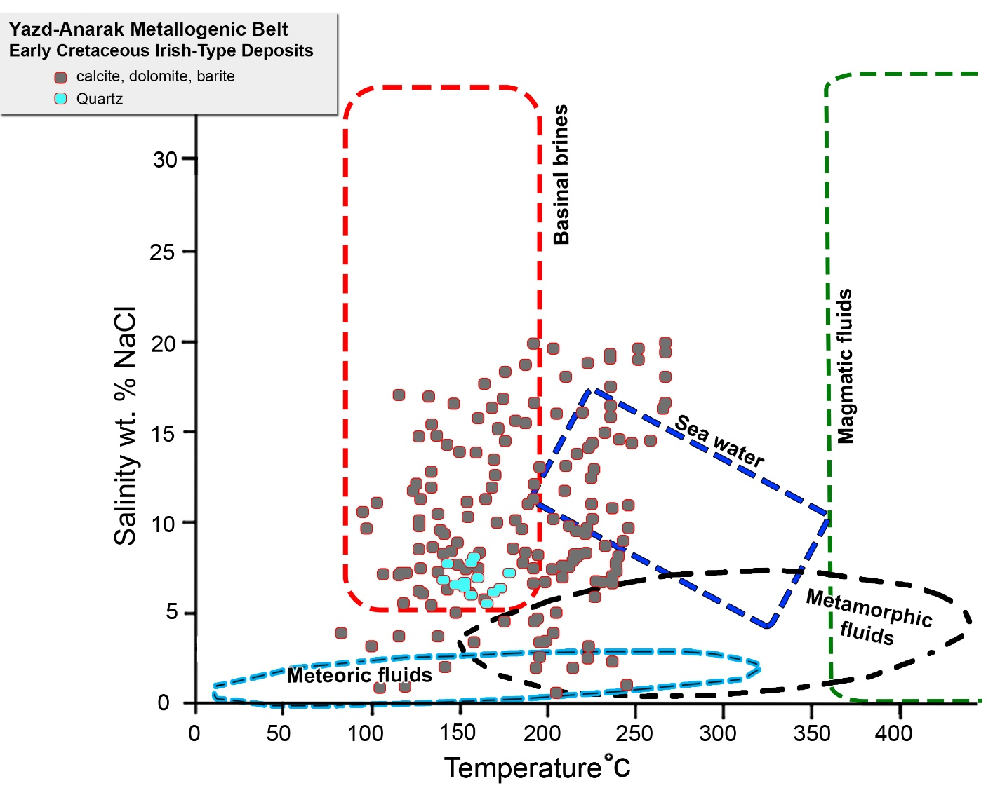 Yazd-Anarak Metallogenic Belt
Early Cretaceous Irish-Type Deposits
calcite, dolomite, barite
Quartz
Basinal brines
Magmatic fluids
Sea water
Metamorphic
fluids
Meteoric fluids
Salinity wt. % NaCl
30
25
20
15
10
5
0
0 50 100 150 200 250 300 350 400
Temperature°C